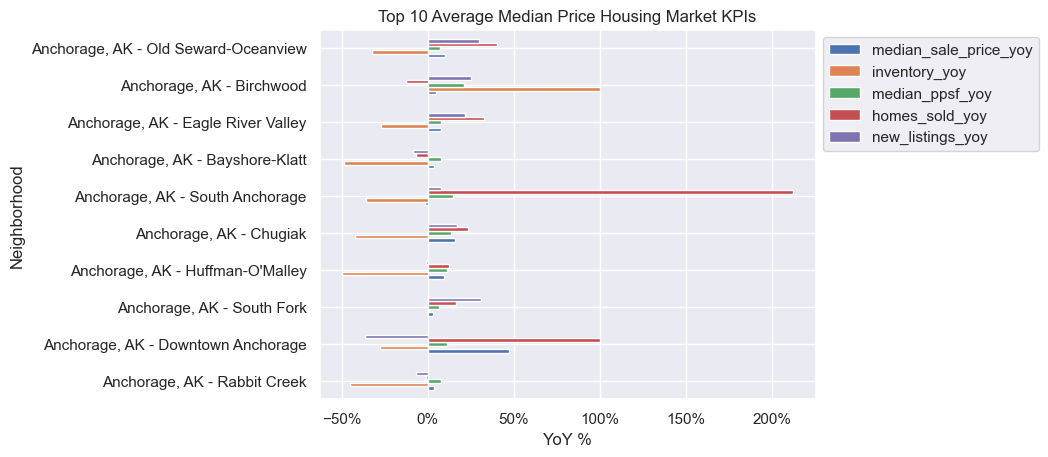 Top 10 Average Median Price Housing Market KPIs
Neighborhood
Anchorage, AK - Old Seward-Oceanview
Anchorage, AK - Birchwood
Anchorage, AK - Eagle River Valley
Anchorage, AK - Bayshore-Klatt
Anchorage, AK - South Anchorage
Anchorage, AK - Chugiak
Anchorage, AK - Huffman-O'Malley
Anchorage, AK - South Fork
Anchorage, AK - Downtown Anchorage
Anchorage, AK - Rabbit Creek
−50% 0% 50% 100% 150% 200%
YoY %
median_sale_price_yoy
inventory_yoy
median_ppsf_yoy
homes_sold_yoy
new_listings_yoy